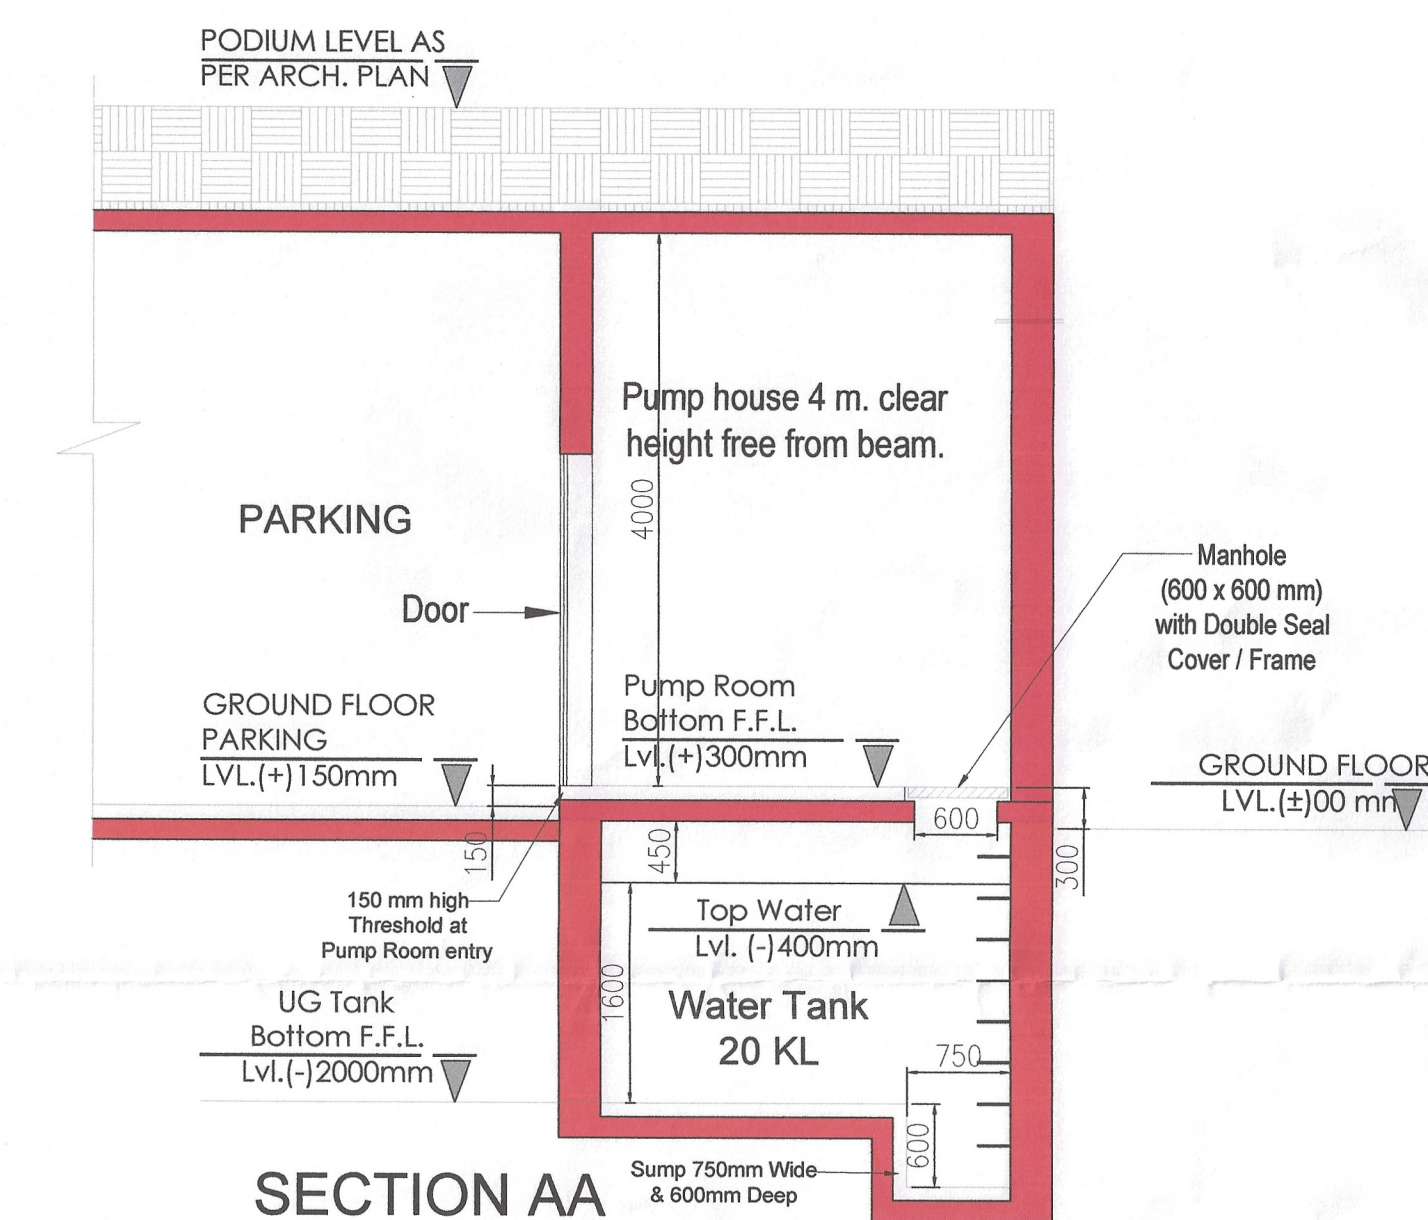 PODIUM LEVEL AS
PER ARCH. PLAN
Pump house 4 m. clear
height free from beam.
4000
PARKING
Door
Manhole
(600 x 600 mm)
with Double Seal
Cover / Frame
GROUND FLOOR
PARKING
LVL.(+)150mm
Pump Room
Bottom F.F.L.
Lvl.(+)300mm
GROUND FLOOR
LVL.(±)00 mm
600
150
450
300
150 mm high
Threshold at
Pump Room entry
Top Water
Lvl. (-)400mm
1600
Water Tank
20 KL
UG Tank
Bottom F.F.L.
Lvl.(-)2000mm
750
600
Sump 750mm Wide
& 600mm Deep
SECTION AA